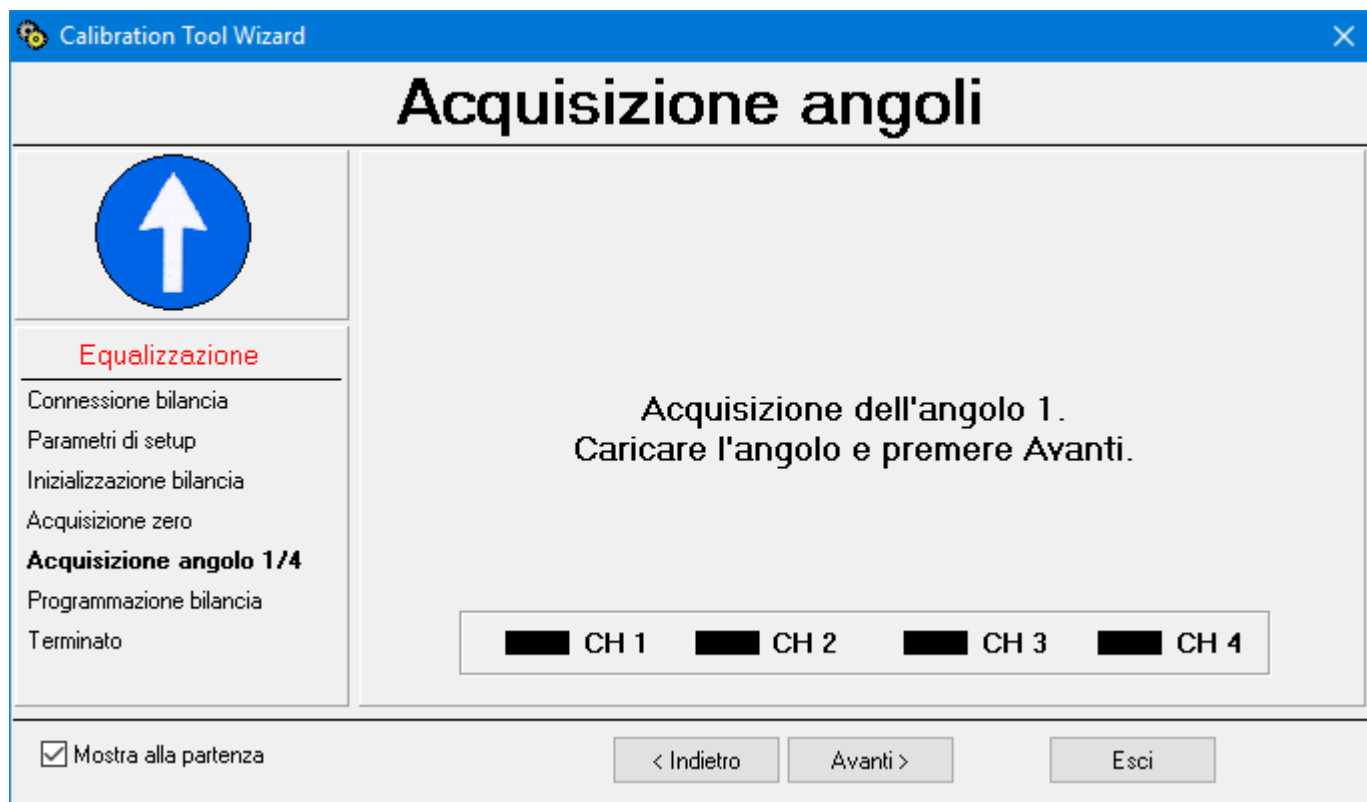 Calibration Tool Wizard
Acquisizione angoli
Equalizzazione
Connessione bilancia
Parametri di setup
Inizializzazione bilancia
Acquisizione zero
Acquisizione angolo 1/4
Programmazione bilancia
Terminato
Acquisizione dell'angolo 1.
Caricare l'angolo e premere Avanti.
CH 1 CH 2 CH 3 CH 4
Mostra alla partenza
< Indietro
Avanti >
Esci